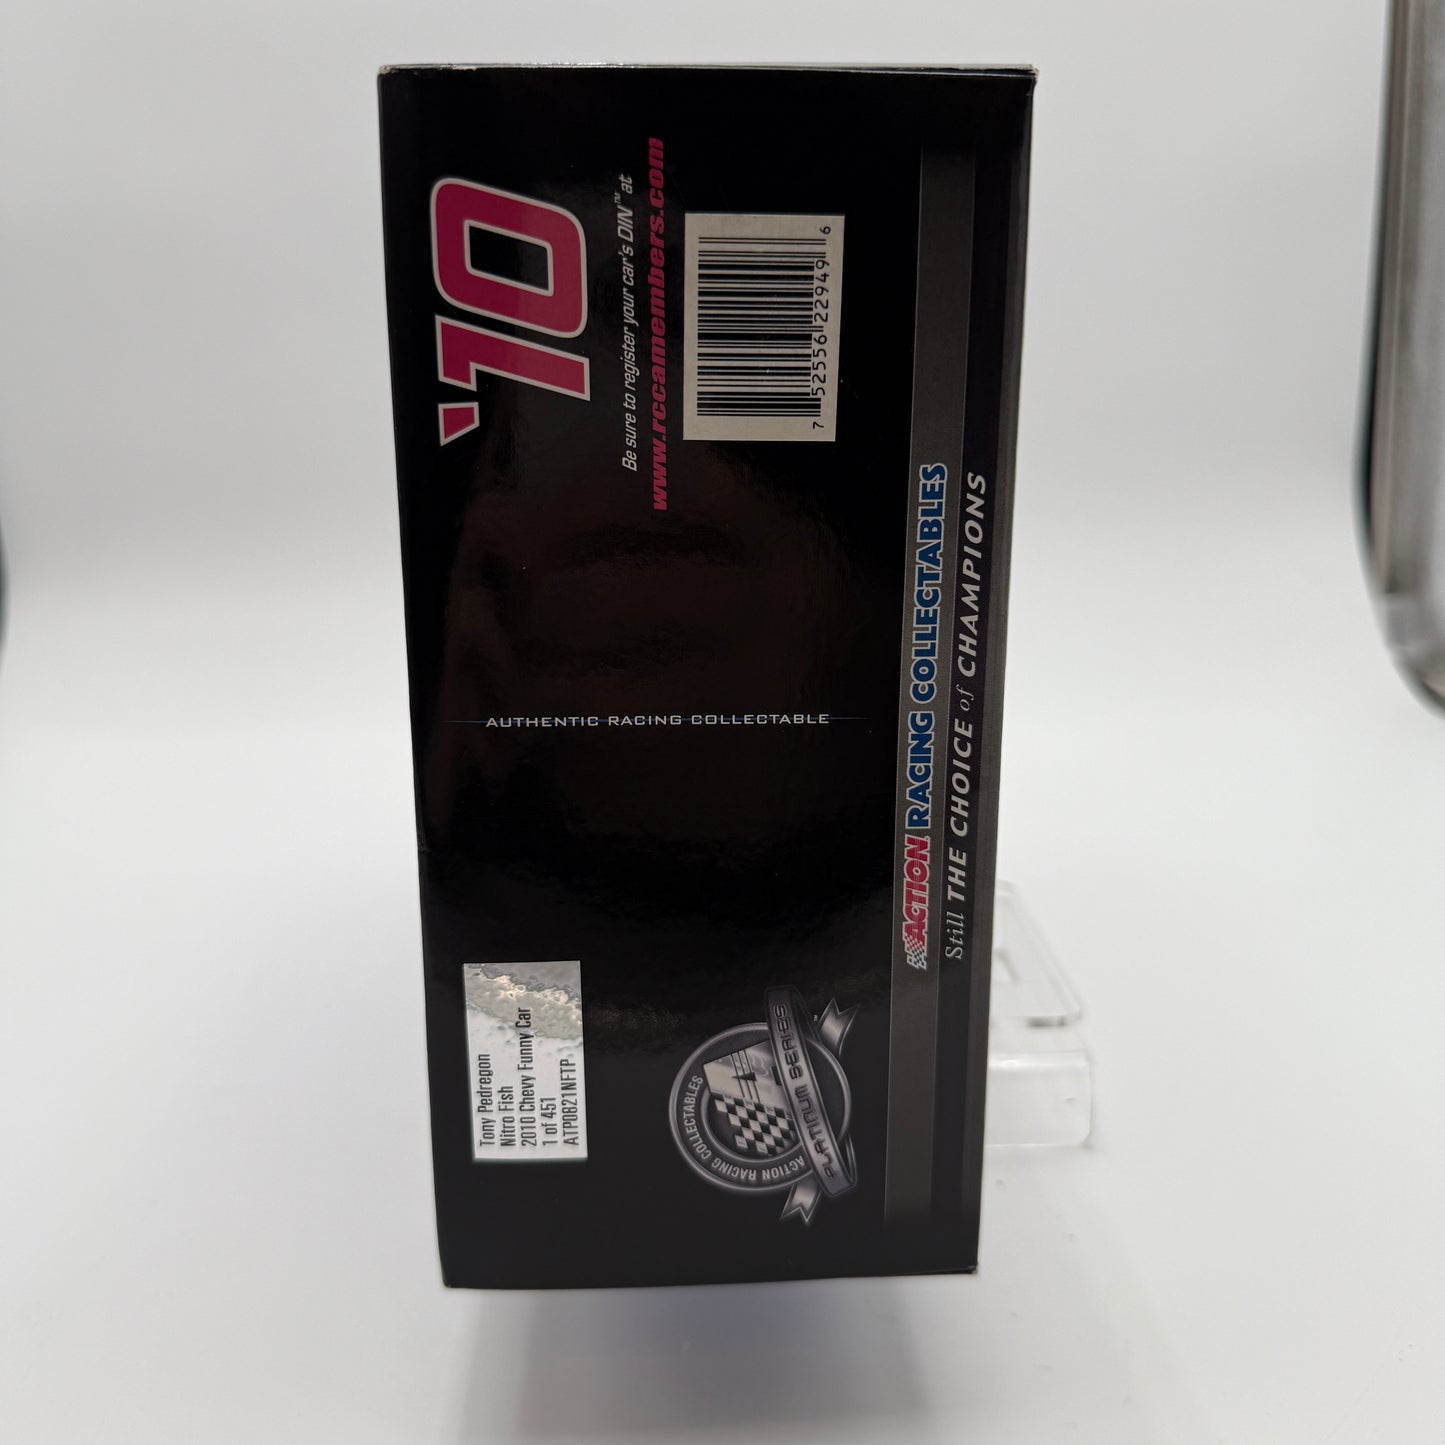 '10
Be sure to register your car's DIN™ at
www.rccamembers.com
7 52556 22949 6
AUTHENTIC RACING COLLECTABLE
ACTION RACING COLLECTABLES
Still THE CHOICE of CHAMPIONS
Tony Pedregon
Nitro Fish
2010 Chevy Funny Car
1 of 451
ATP0821NFTP
ACTION RACING COLLECTABLES
PLATINUM SERIES™